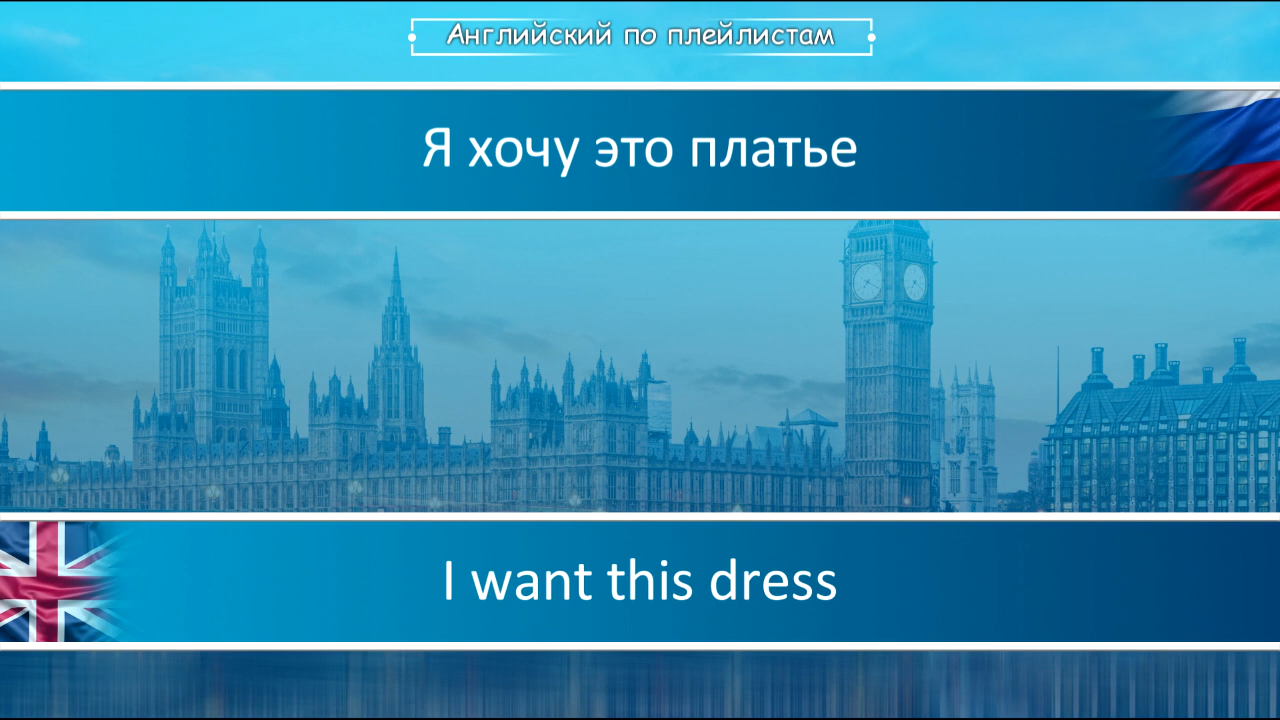 Английский по плейлистам
Я хочу это платье
I want this dress